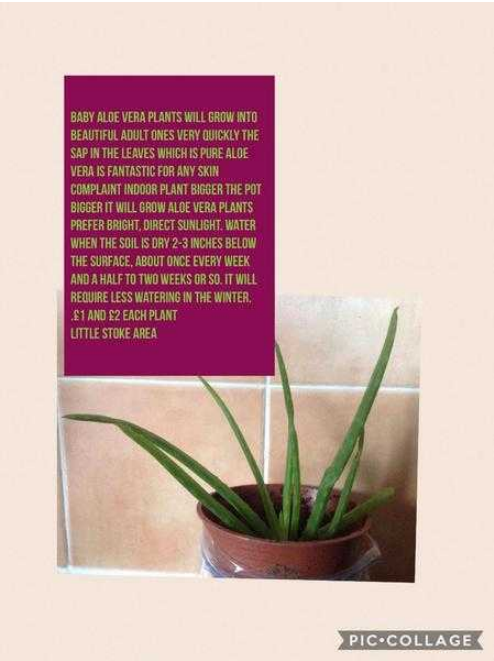 BABY ALOE VERA PLANTS WILL GROW INTO
BEAUTIFUL ADULT ONES VERY QUICKLY THE
SAP IN THE LEAVES WHICH IS PURE ALOE
VERA IS FANTASTIC FOR ANY SKIN
COMPLAINT INDOOR PLANT BIGGER THE POT
BIGGER IT WILL GROW ALOE VERA PLANTS
PREFER BRIGHT, DIRECT SUNLIGHT. WATER
WHEN THE SOIL IS DRY 2-3 INCHES BELOW
THE SURFACE, ABOUT ONCE EVERY WEEK
AND A HALF TO TWO WEEKS OR SO. IT WILL
REQUIRE LESS WATERING IN THE WINTER.
.£1 AND £2 EACH PLANT
LITTLE STOKE AREA
PIC•COLLAGE